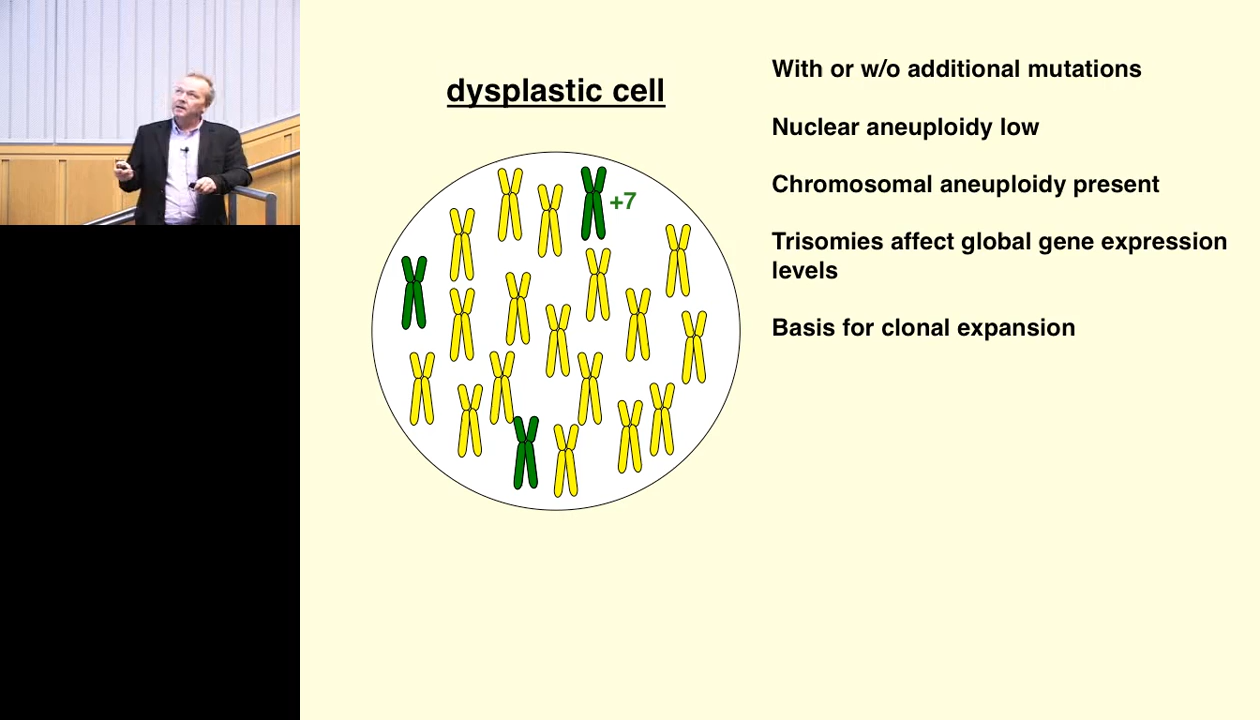 dysplastic cell
+7
With or w/o additional mutations
Nuclear aneuploidy low
Chromosomal aneuploidy present
Trisomies affect global gene expression
levels
Basis for clonal expansion